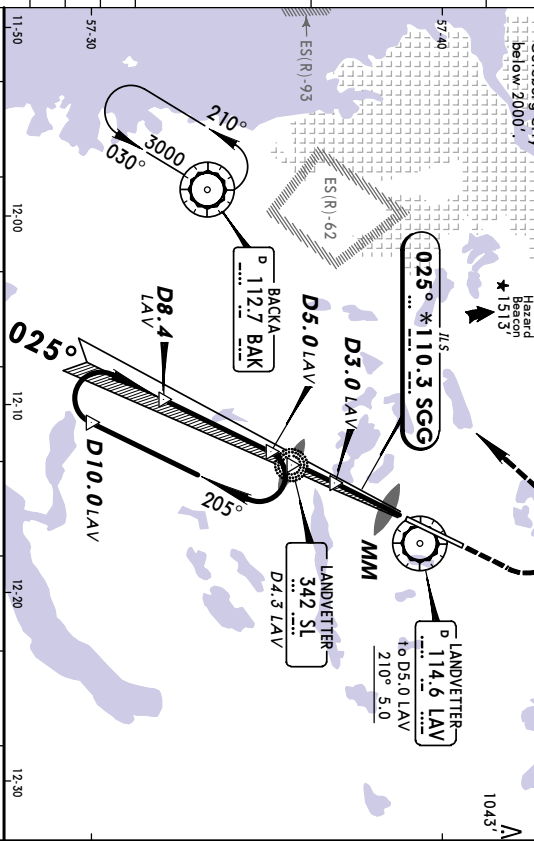 11-50
57-30
57-40
below 2000'.
ES(R)-93
210°
3000
030°
12-00
ES(R)-62
Hazard
Beacon
1513'
BACKA
D 112.7 BAK
ILS
025° *110.3 SGG
D8.4
LAV
D5.0 LAV
D3.0 LAV
025°
12-10
D10.0 LAV
205°
MM
LANDVETTER
342 SL
D4.3 LAV
12-20
LANDVETTER
D 114.6 LAV
to D5.0 LAV
210° 5.0
12-30
1043'